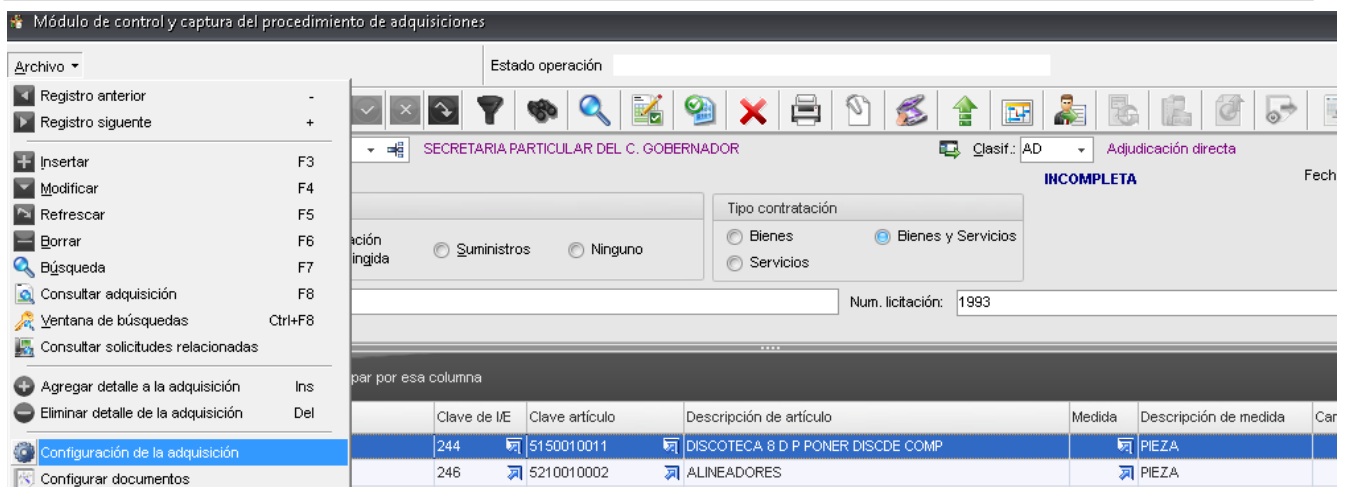 Módulo de control y captura del procedimiento de adquisiciones
Archivo
Estado operación
Registro anterior -
Registro siguente +
Insertar F3
Modificar F4
Refrescar F5
Borrar F6
Búsqueda F7
Consultar adquisición F8
Ventana de búsquedas Ctrl+F8
Consultar solicitudes relacionadas
Agregar detalle a la adquisición Ins
Eliminar detalle de la adquisición Del
Configuración de la adquisición
Configurar documentos
SECRETARIA PARTICULAR DEL C. GOBERNADOR Clasif.: AD Adjudicación directa
INCOMPLETA Fech
Tipo contratación
ación
ingida
Suministros Ninguno
Bienes Bienes y Servicios
Servicios
Num. licitación: 1993
par por esa columna
Clave de I/E Clave artículo Descripción de artículo Medida Descripción de medida Car
244 5150010011 DISCOTECA 8 D P PONER DISCDE COMP PIEZA
246 5210010002 ALINEADORES PIEZA